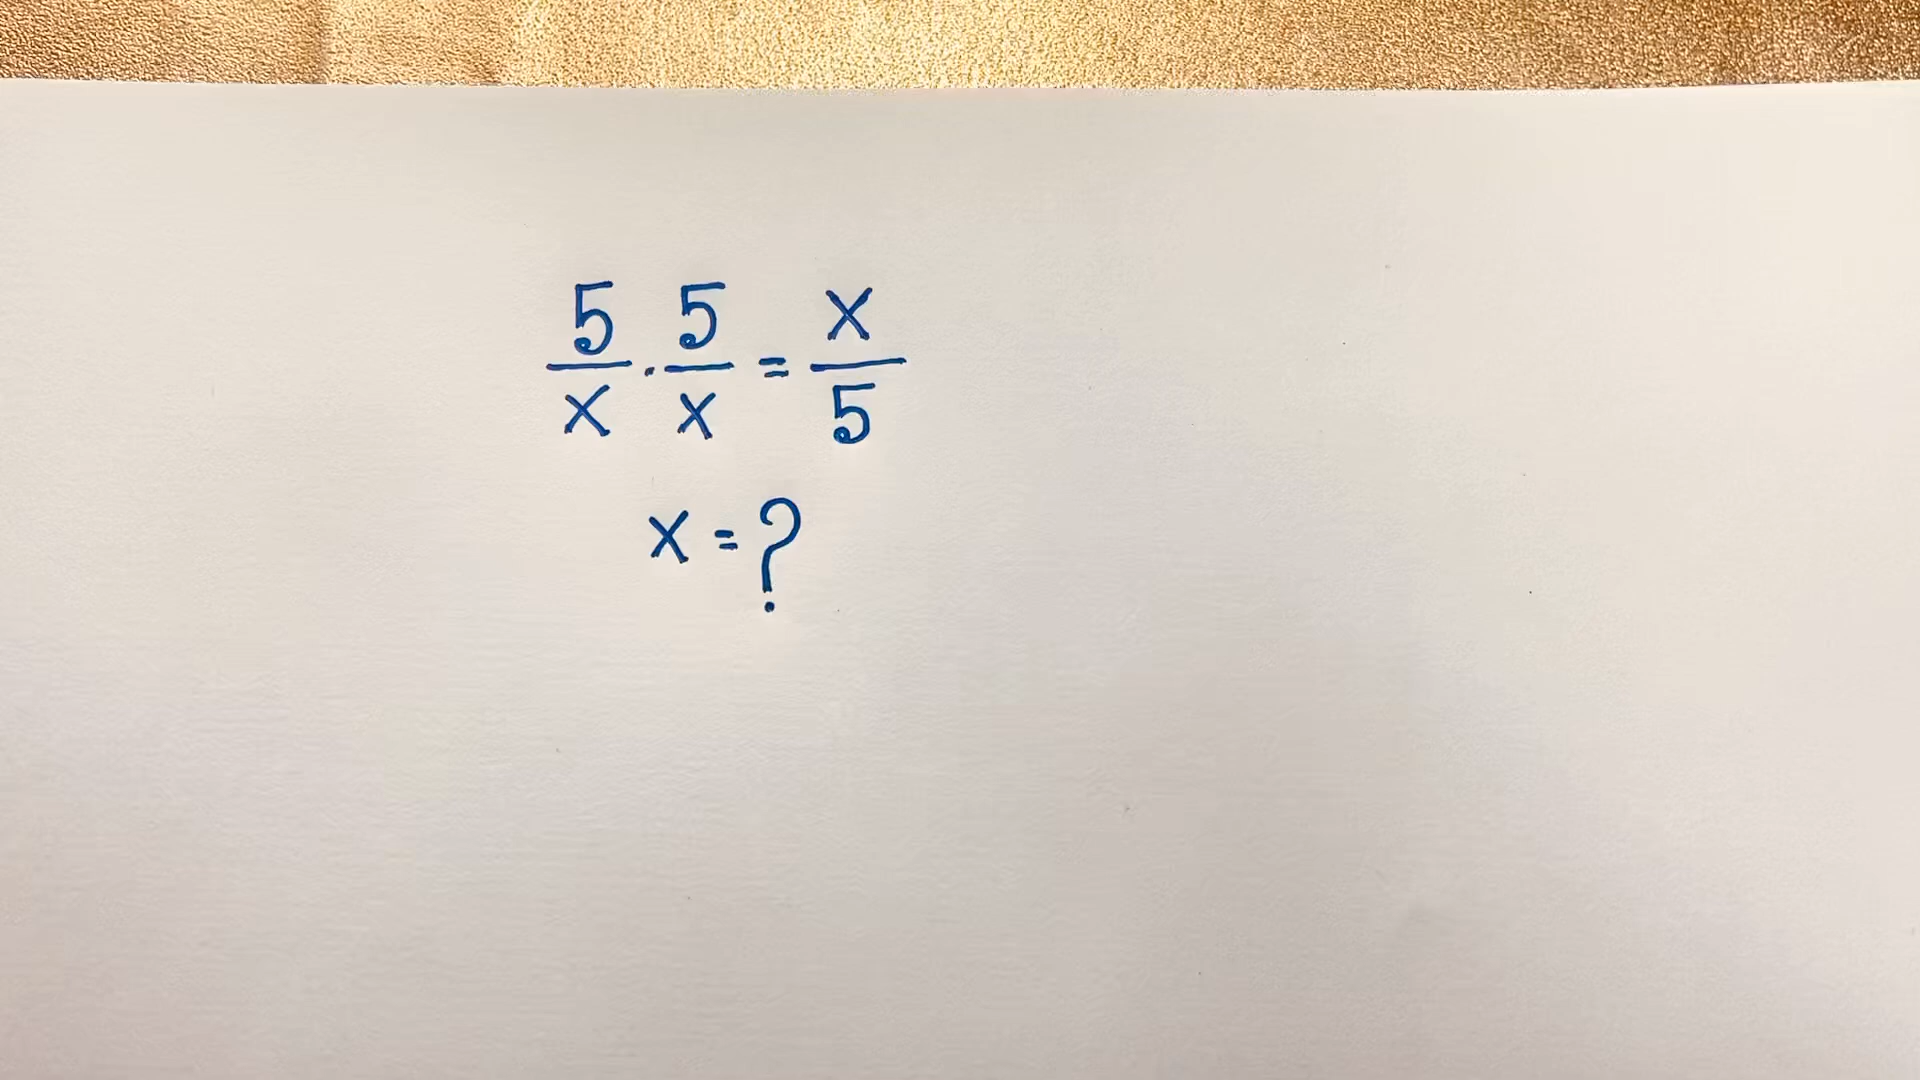 5/x · 5/x = x/5
x = ?